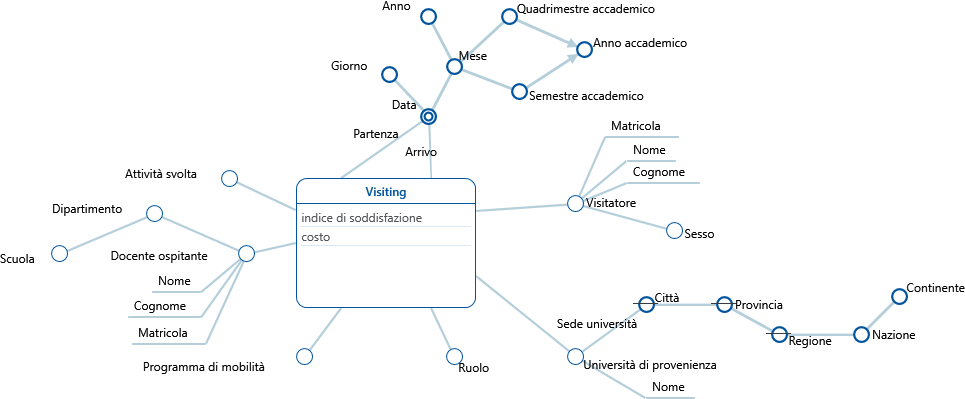 Anno
Quadrimestre accademico
Anno accademico
Mese
Giorno
Semestre accademico
Data
Partenza
Arrivo
Matricola
Nome
Cognome
Visitatore
Sesso
Attività svolta
Visiting
indice di soddisfazione
costo
Dipartimento
Scuola
Docente ospitante
Nome
Cognome
Matricola
Programma di mobilità
Ruolo
Sede università
Città
Provincia
Regione
Nazione
Continente
Università di provenienza
Nome